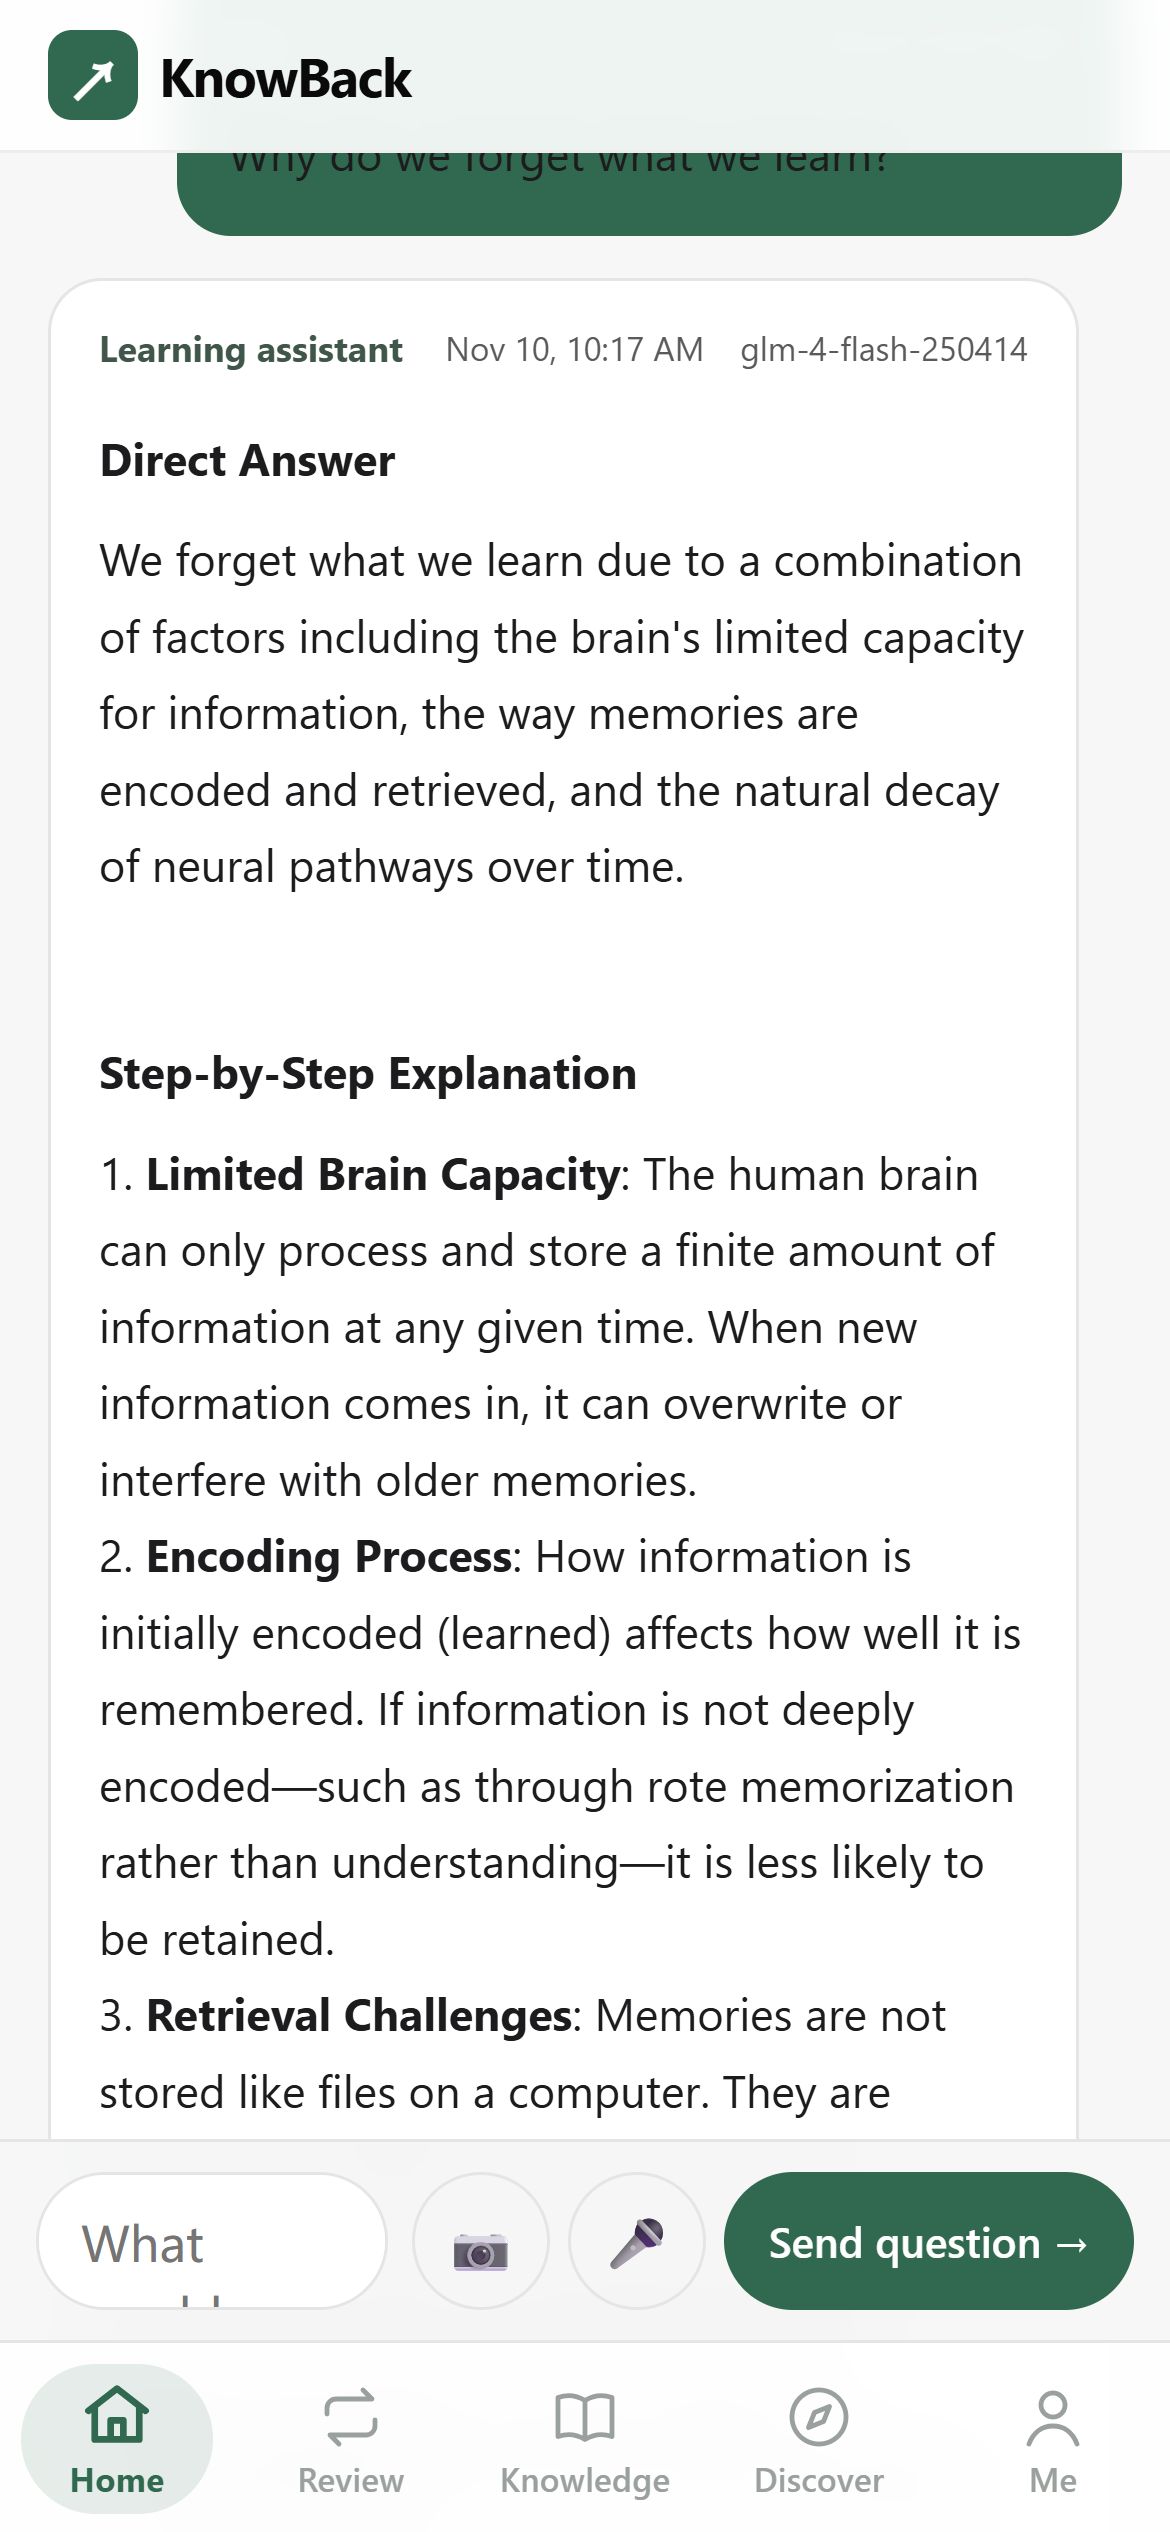 KnowBack
Why do we forget what we learn?
Learning assistant Nov 10, 10:17 AM glm-4-flash-250414
Direct Answer
We forget what we learn due to a combination
of factors including the brain's limited capacity
for information, the way memories are
encoded and retrieved, and the natural decay
of neural pathways over time.
Step-by-Step Explanation
1. Limited Brain Capacity: The human brain
can only process and store a finite amount of
information at any given time. When new
information comes in, it can overwrite or
interfere with older memories.
2. Encoding Process: How information is
initially encoded (learned) affects how well it is
remembered. If information is not deeply
encoded—such as through rote memorization
rather than understanding—it is less likely to
be retained.
3. Retrieval Challenges: Memories are not
stored like files on a computer. They are
What
Send question →
Home
Review
Knowledge
Discover
Me